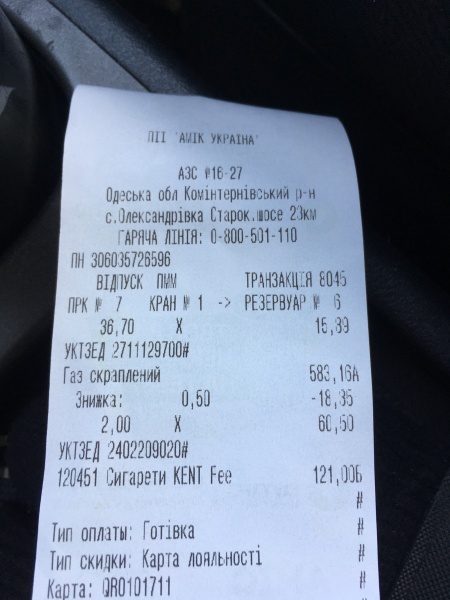 ПІІ 'АМІК УКРАЇНА'
АЗС №16-27
Одеська обл Комінтернівський р-н
с.Олександрівка Старок.шосе 23км
ГАРЯЧА ЛІНІЯ: 0-800-501-110
ПН 306035726596
ВІДПУСК ПММ ТРАНЗАКЦІЯ 8045
ПРК № 7 КРАН № 1 -> РЕЗЕРВУАР № 6
36,70 X 15,89
УКТЗЕД 2711129700#
Газ скраплений 583,16А
Знижка: 0,50 -18,35
2,00 X 60,50
УКТЗЕД 2402209020#
120451 Сигарети KENT Fee 121,00Б
#
Тип оплаты: Готівка #
Тип скидки: Карта лояльності #
Карта: QR0101711 #